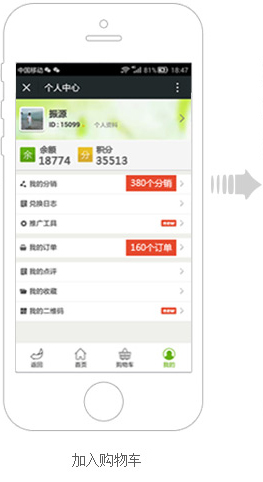 中国移动 81% 18:47
个人中心
振源
ID : 15099 个人资料
余 余额 18774 分 积分 35513
我的分销 380个分销
兑换日志
推广工具 new
我的订单 160个订单
我的点评
我的收藏
我的二维码 new
返回 首页 购物车 我的
加入购物车